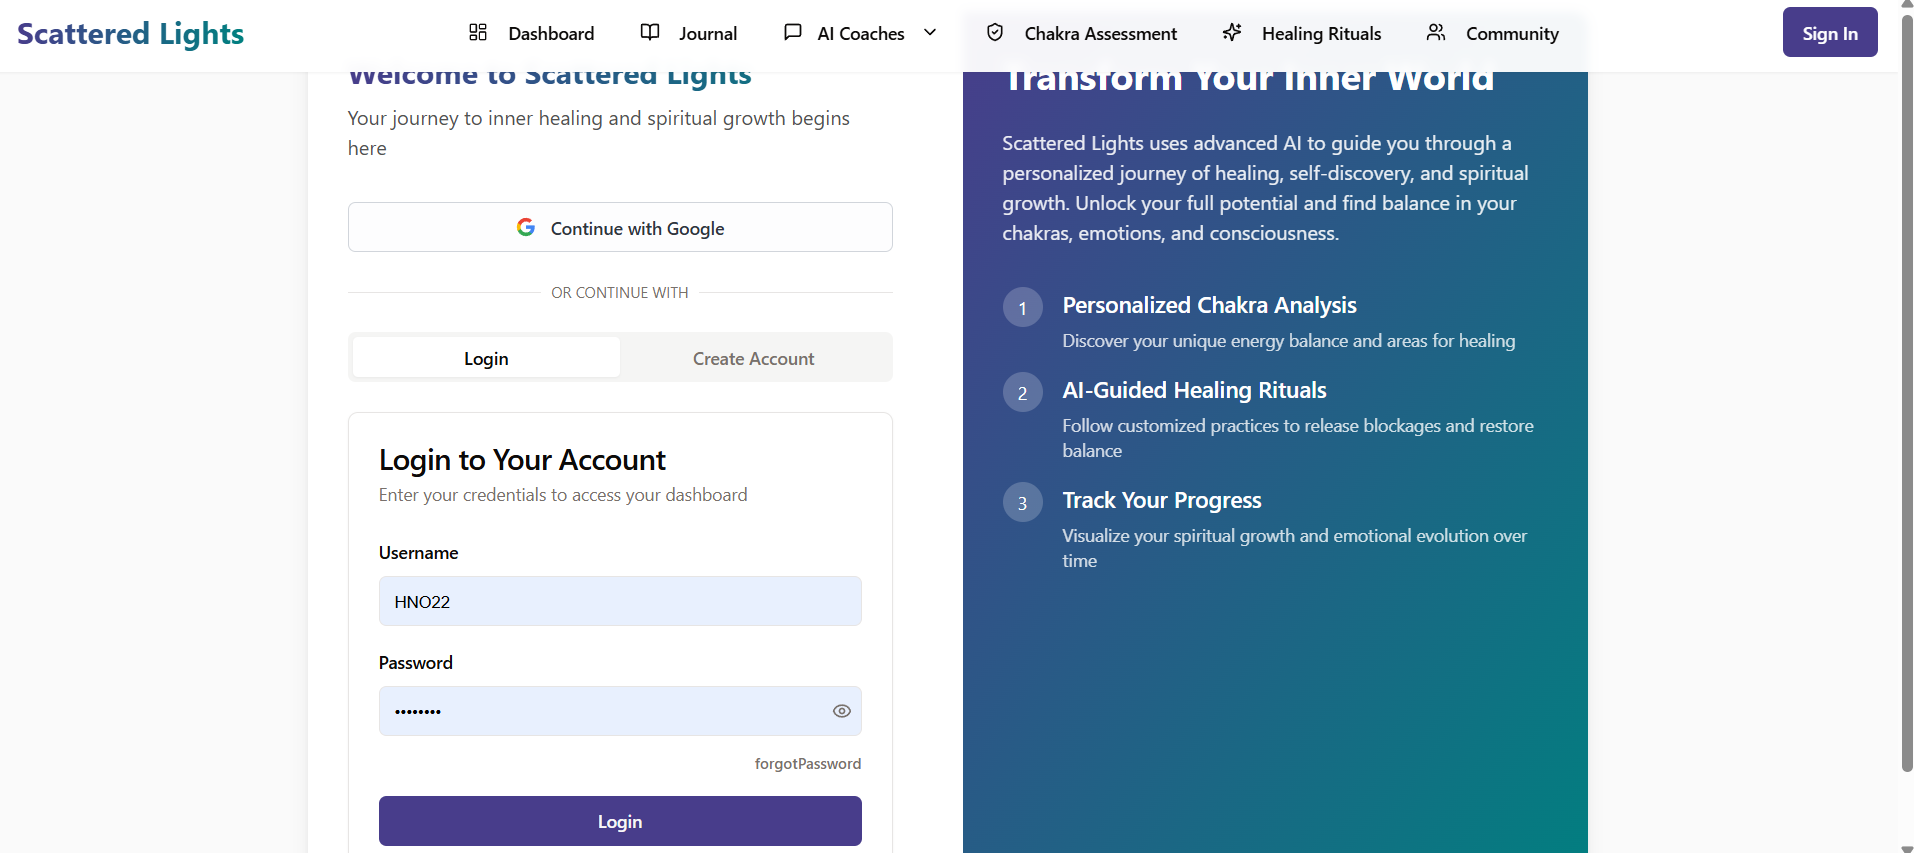 Scattered Lights
Dashboard
Journal
AI Coaches
Chakra Assessment
Healing Rituals
Community
Sign In
Welcome to Scattered Lights
Your journey to inner healing and spiritual growth begins
here
Continue with Google
OR CONTINUE WITH
Login
Create Account
Login to Your Account
Enter your credentials to access your dashboard
Username
HNO22
Password
••••••••
forgotPassword
Login
Transform Your Inner World
Scattered Lights uses advanced AI to guide you through a
personalized journey of healing, self-discovery, and spiritual
growth. Unlock your full potential and find balance in your
chakras, emotions, and consciousness.
1
Personalized Chakra Analysis
Discover your unique energy balance and areas for healing
2
AI-Guided Healing Rituals
Follow customized practices to release blockages and restore
balance
3
Track Your Progress
Visualize your spiritual growth and emotional evolution over
time